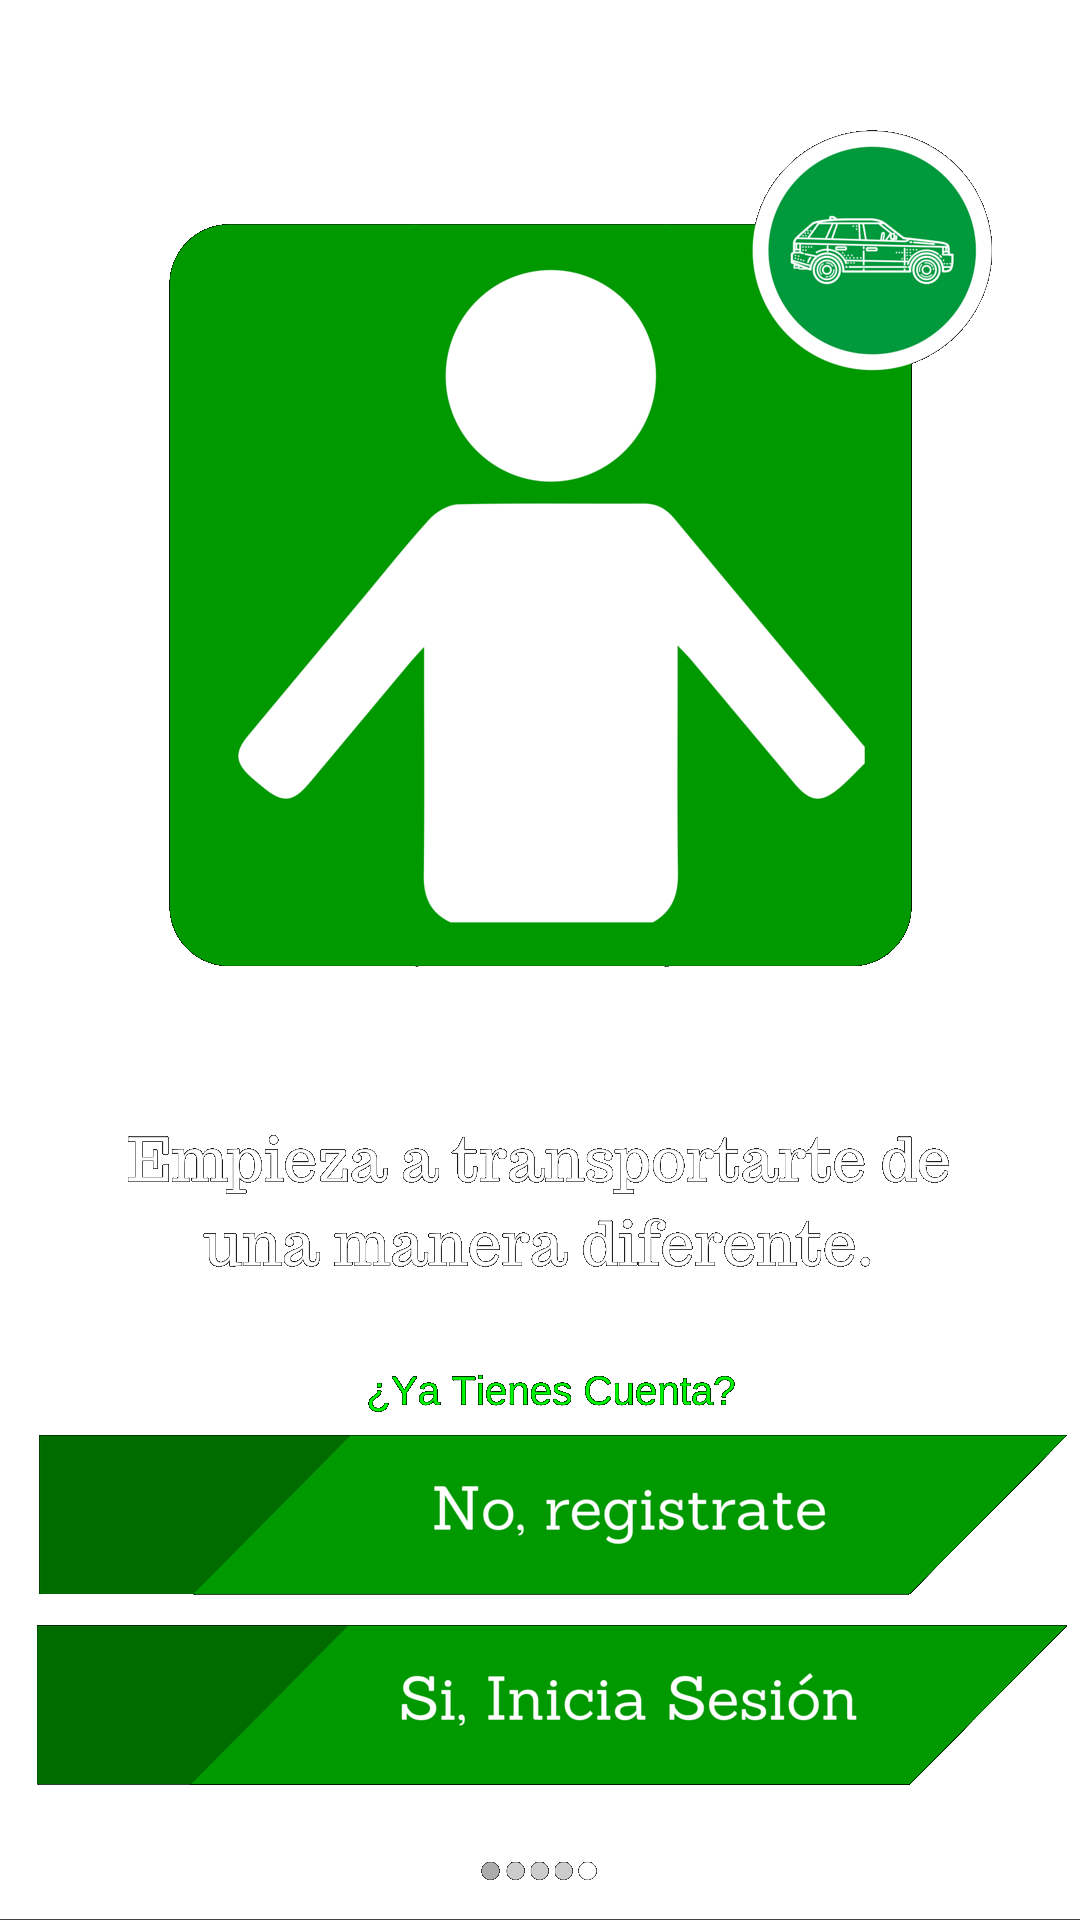 Empieza a transportarte de
una manera diferente.
¿Ya Tienes Cuenta?
No, registrate
Si, Inicia Sesión